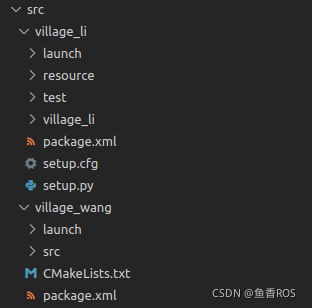 src
village_li
launch
resource
test
village_li
package.xml
setup.cfg
setup.py
village_wang
launch
src
CMakeLists.txt
package.xml
CSDN @鱼香ROS